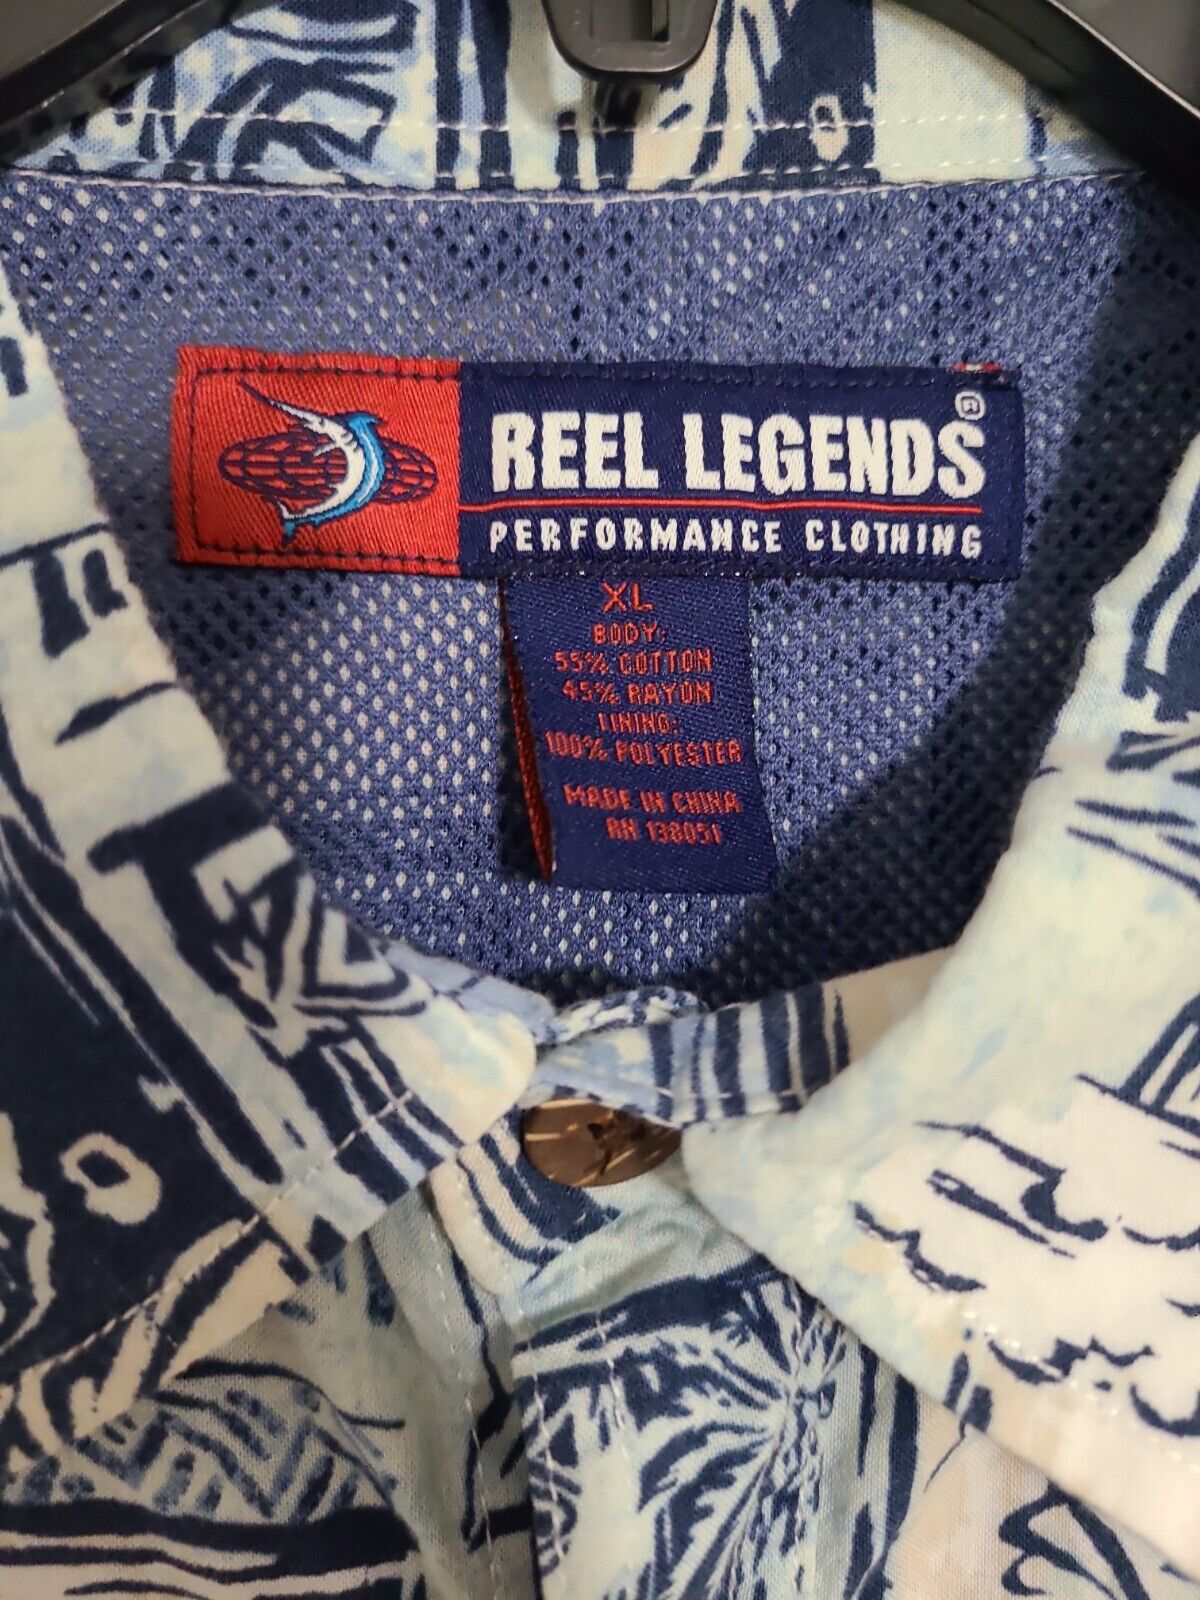 REEL LEGENDS®
PERFORMANCE CLOTHING
XL
BODY:
55% COTTON
45% RAYON
LINING:
100% POLYESTER
MADE IN CHINA
RN 138051